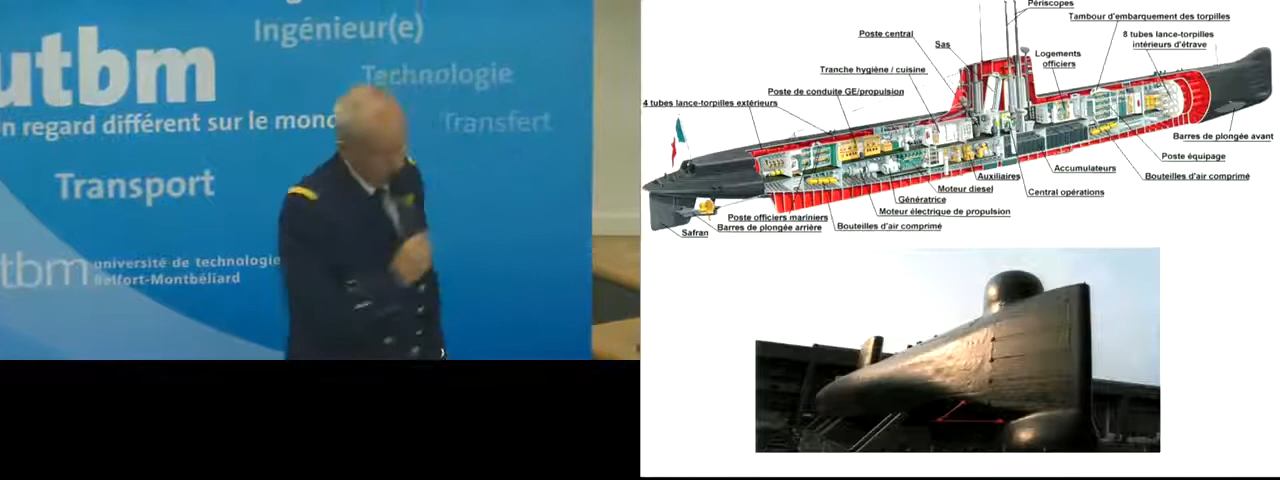 Ingénieur(e)
utbm
Technologie
n regard différent sur le mond
Transfert
Transport
tbm université de technologie
Belfort-Montbéliard
Périscopes
Tambour d'embarquement des torpilles
Poste central
8 tubes lance-torpilles
intérieurs d'étrave
Sas
Logements
officiers
Tranche hygiène / cuisine
Poste de conduite GE/propulsion
4 tubes lance-torpilles extérieurs
Barres de plongée avant
Poste équipage
Accumulateurs
Bouteilles d'air comprimé
Auxiliaires
Moteur diesel
Central opérations
Génératrice
Moteur électrique de propulsion
Poste officiers mariniers
Barres de plongée arrière
Bouteilles d'air comprimé
Safran